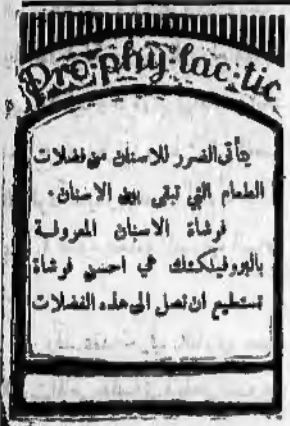 Pro-phy-lac-tic
يتأتى الضرر للاسنان من فضلات
الطعام التي تبقى بين الاسنان.
فرشاة الاسنان المعروفة
بالبروفيلكتك هي احسن فرشاة
تستطيع ان تصل الى هذه الفضلات